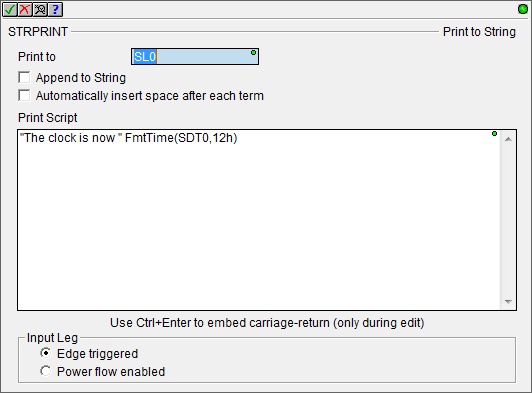 STRPRINT Print to String
Print to SL0
Append to String
Automatically insert space after each term
Print Script
"The clock is now " FmtTime(SDT0,12h)
Use Ctrl+Enter to embed carriage-return (only during edit)
Input Leg
Edge triggered
Power flow enabled